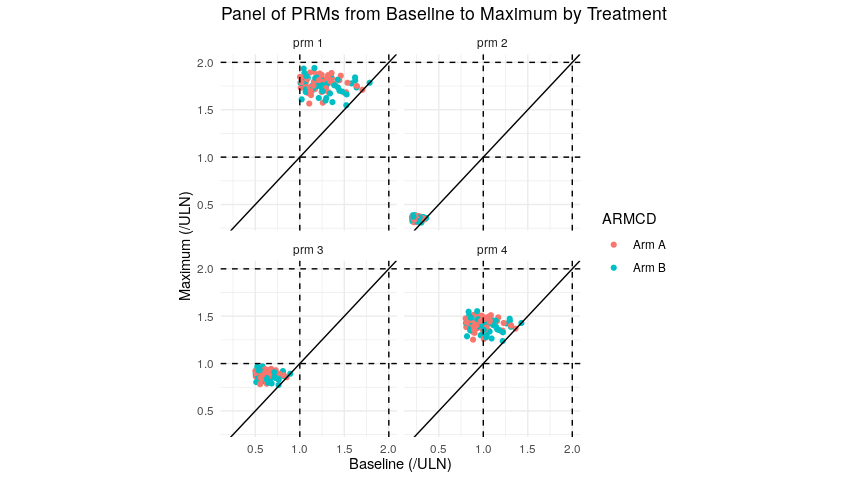 Panel of PRMs from Baseline to Maximum by Treatment
prm 1
prm 2
2.0
1.5
1.0
0.5
prm 3
prm 4
2.0
1.5
1.0
0.5
0.5 1.0 1.5 2.0
0.5 1.0 1.5 2.0
Baseline (/ULN)
Maximum (/ULN)
ARMCD
Arm A
Arm B